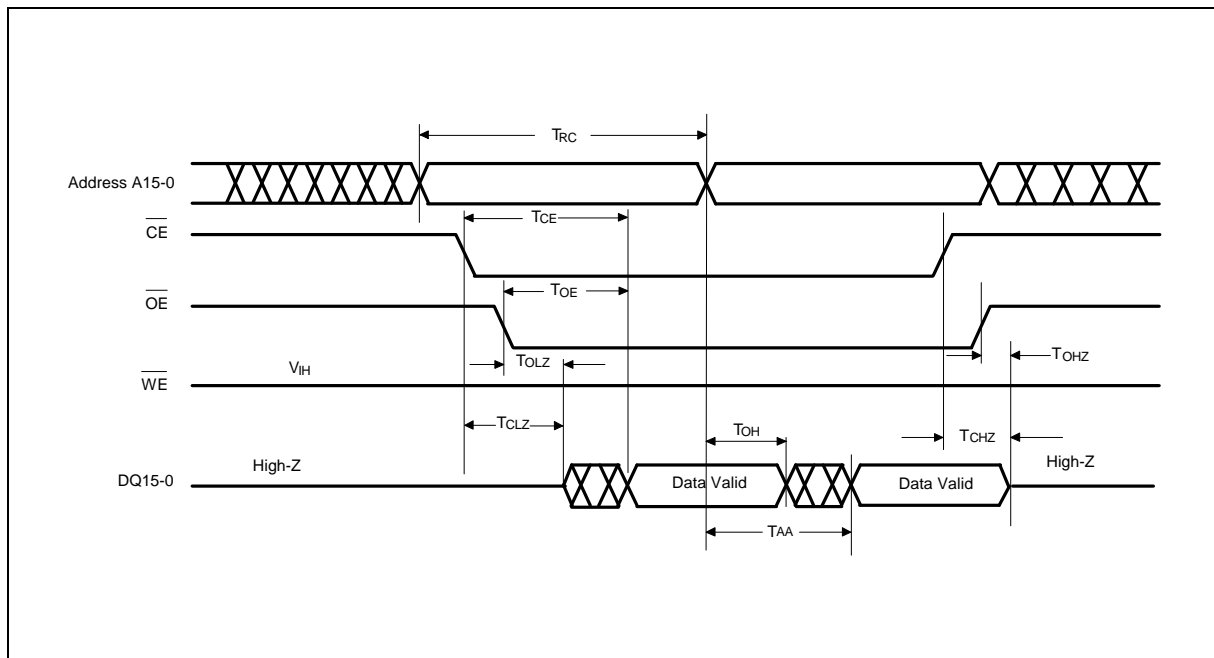 TRC
Address A15-0
TCE
CE
TOE
OE
TOLZ
TOHZ
VIH
WE
TCLZ
TOH
TCHZ
High-Z
High-Z
DQ15-0
Data Valid
Data Valid
TAA